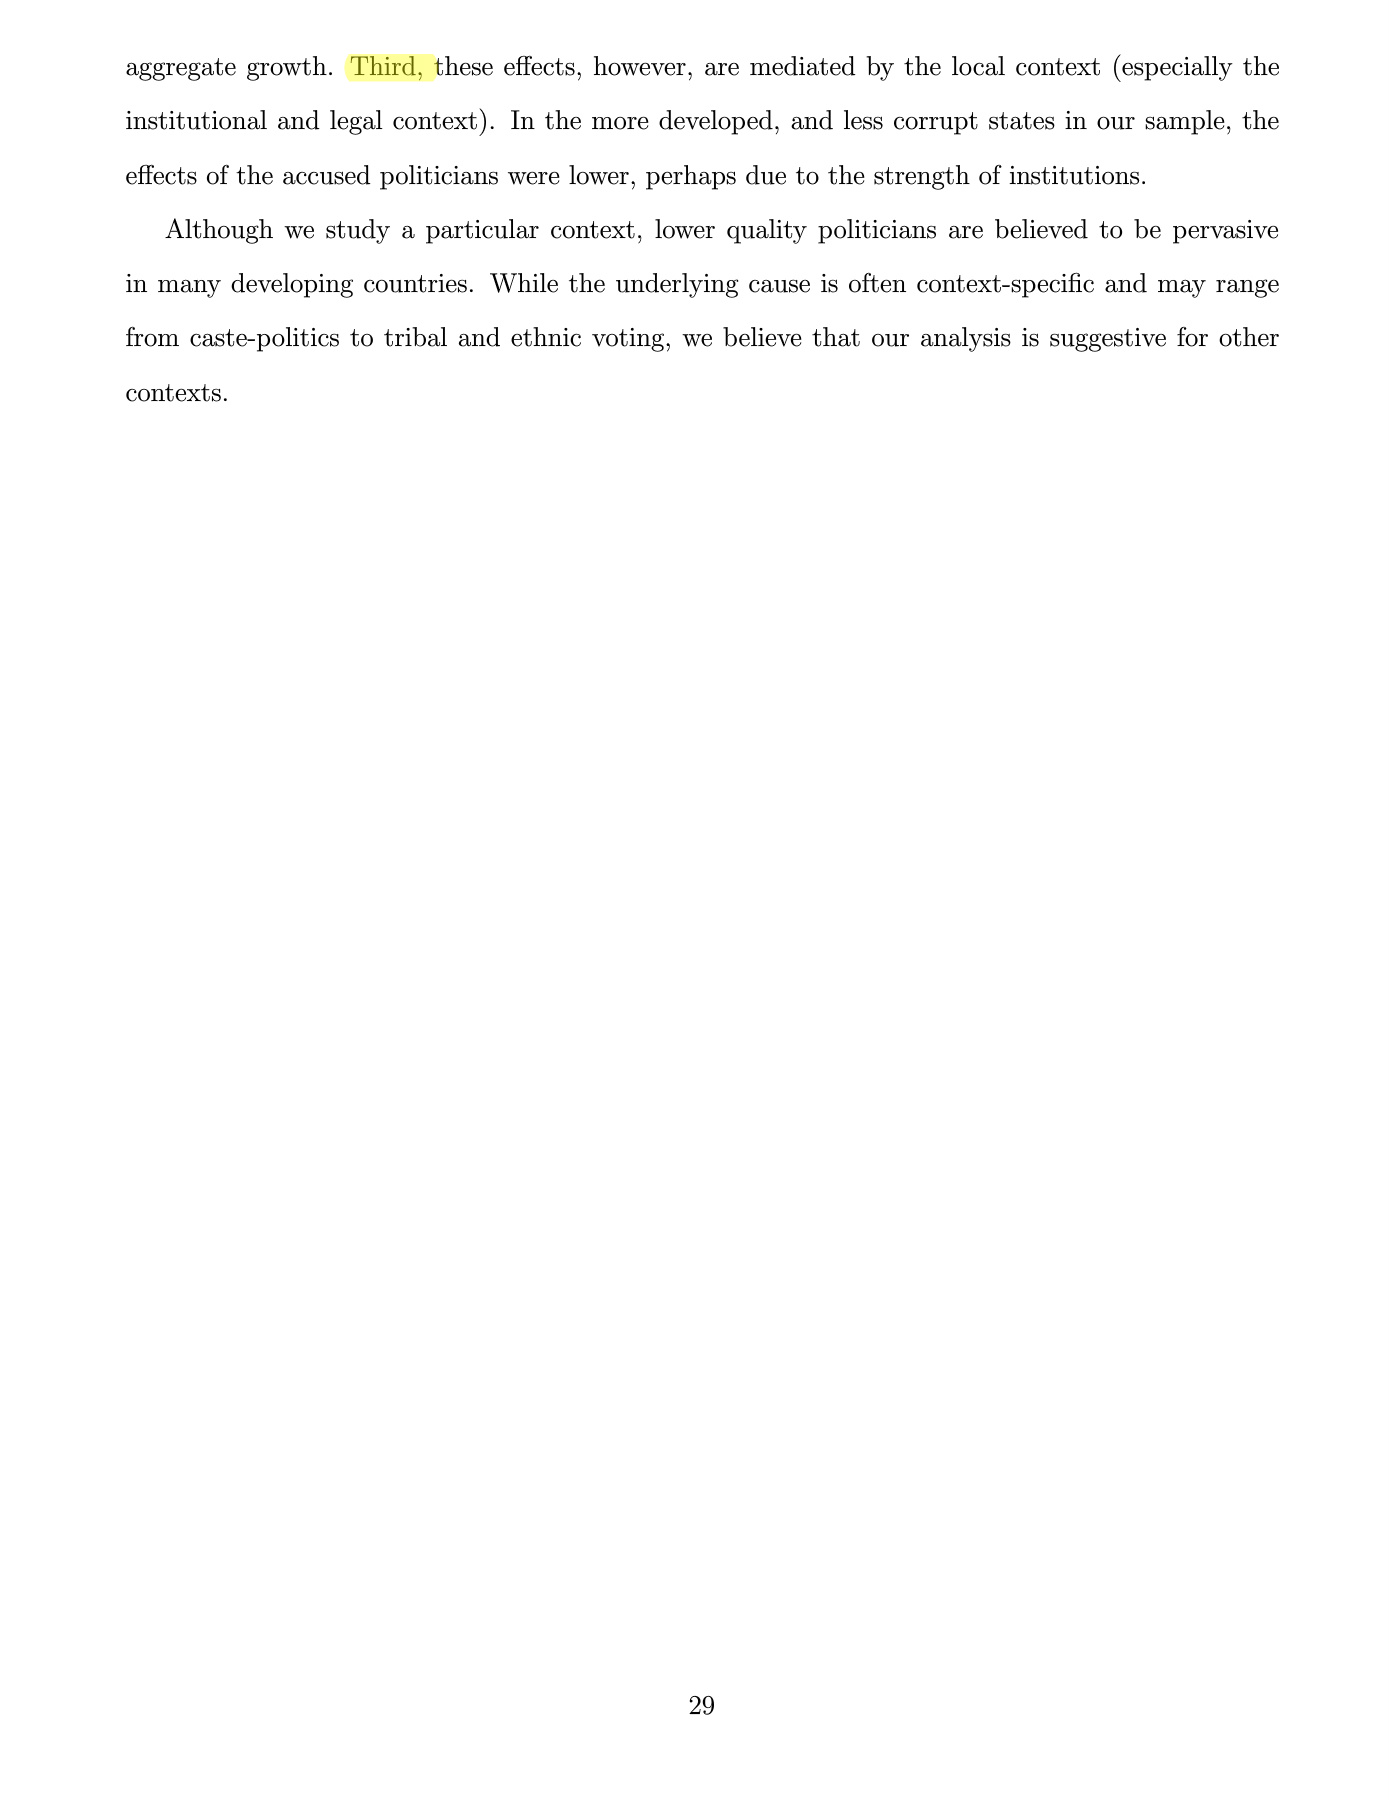 aggregate growth. Third, these effects, however, are mediated by the local context (especially the
institutional and legal context). In the more developed, and less corrupt states in our sample, the
effects of the accused politicians were lower, perhaps due to the strength of institutions.
Although we study a particular context, lower quality politicians are believed to be pervasive
in many developing countries. While the underlying cause is often context-specific and may range
from caste-politics to tribal and ethnic voting, we believe that our analysis is suggestive for other
contexts.
29